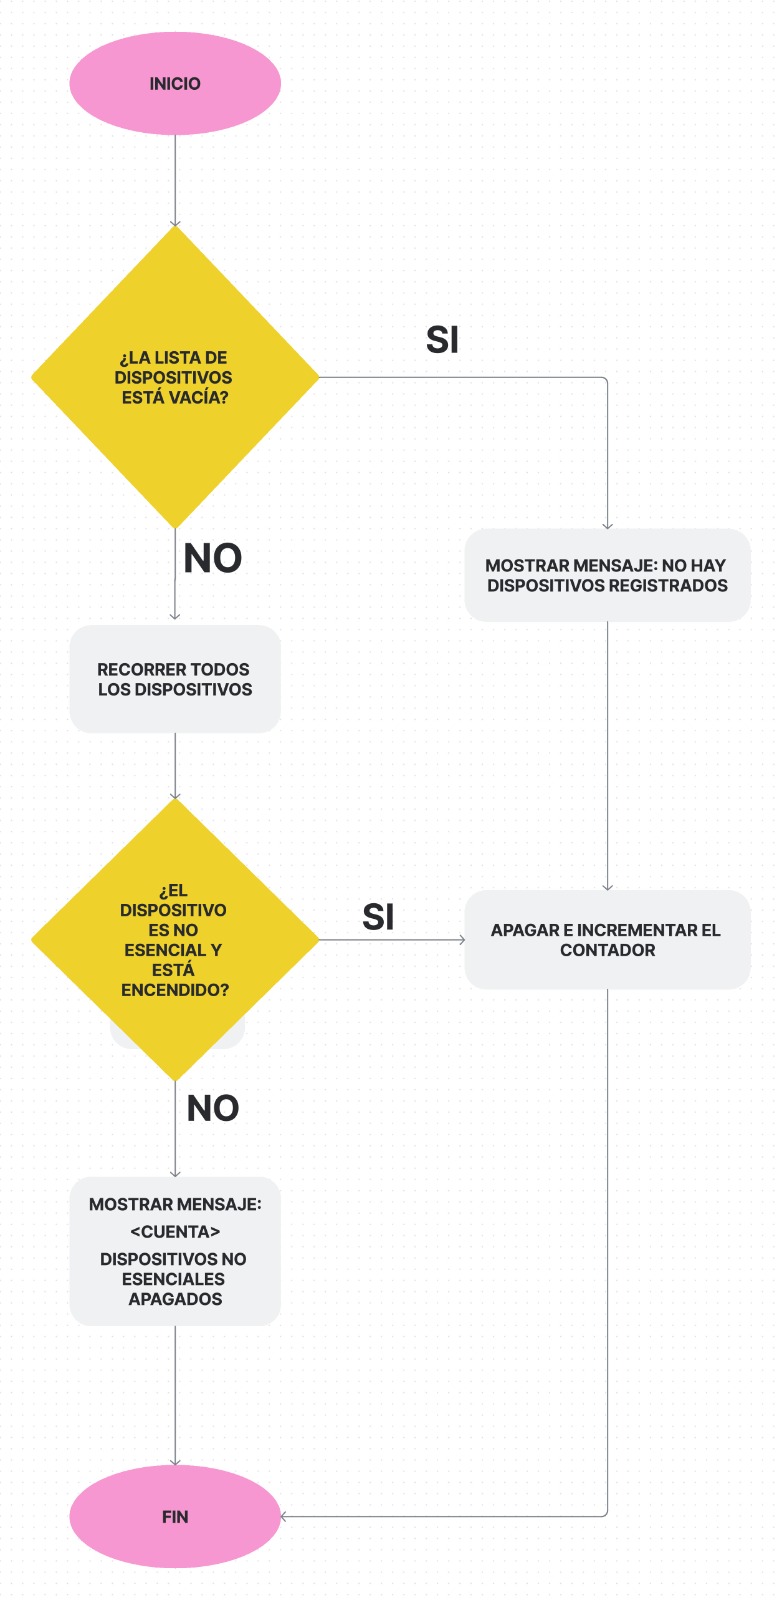 INICIO
¿LA LISTA DE
DISPOSITIVOS
ESTÁ VACÍA?
SI
NO
MOSTRAR MENSAJE: NO HAY
DISPOSITIVOS REGISTRADOS
RECORRER TODOS
LOS DISPOSITIVOS
¿EL
DISPOSITIVO
ES NO
ESENCIAL Y
ESTÁ
ENCENDIDO?
SI
APAGAR E INCREMENTAR EL
CONTADOR
NO
MOSTRAR MENSAJE:
<CUENTA>
DISPOSITIVOS NO
ESENCIALES
APAGADOS
FIN